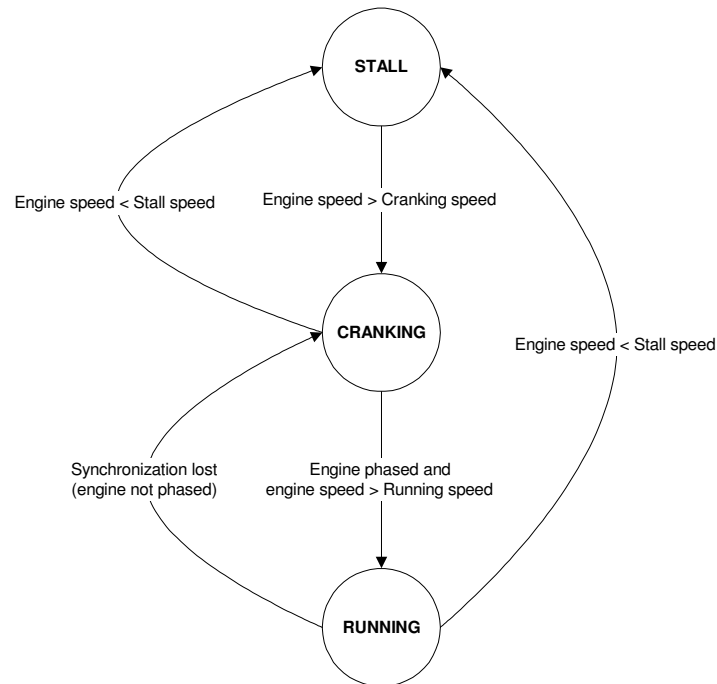 STALL
Engine speed < Stall speed
Engine speed > Cranking speed
CRANKING
Engine speed < Stall speed
Synchronization lost
(engine not phased)
Engine phased and
engine speed > Running speed
RUNNING